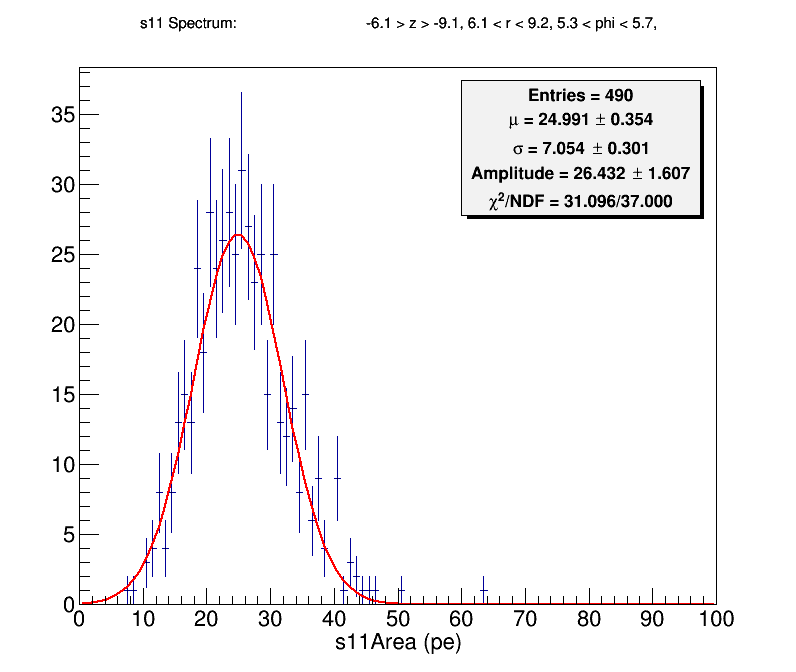 s11 Spectrum: -6.1 > z > -9.1, 6.1 < r < 9.2, 5.3 < phi < 5.7,
Entries = 490
μ = 24.991 ± 0.354
σ = 7.054 ± 0.301
Amplitude = 26.432 ± 1.607
χ²/NDF = 31.096/37.000
35
30
25
20
15
10
5
0
0 10 20 30 40 50 60 70 80 90 100
s11Area (pe)